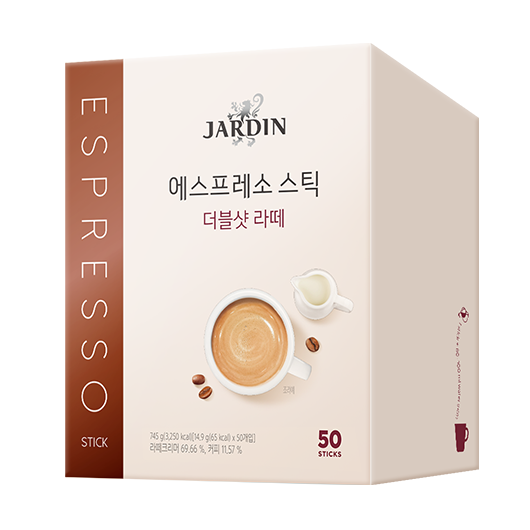 ESPRESSO
STICK
JARDIN
에스프레소 스틱
더블샷 라떼
745 g(3,250 kcal)[14.9 g(65 kcal) x 50개입]
라떼크리머 69.66 %, 커피 11.57 %
50
STICKS